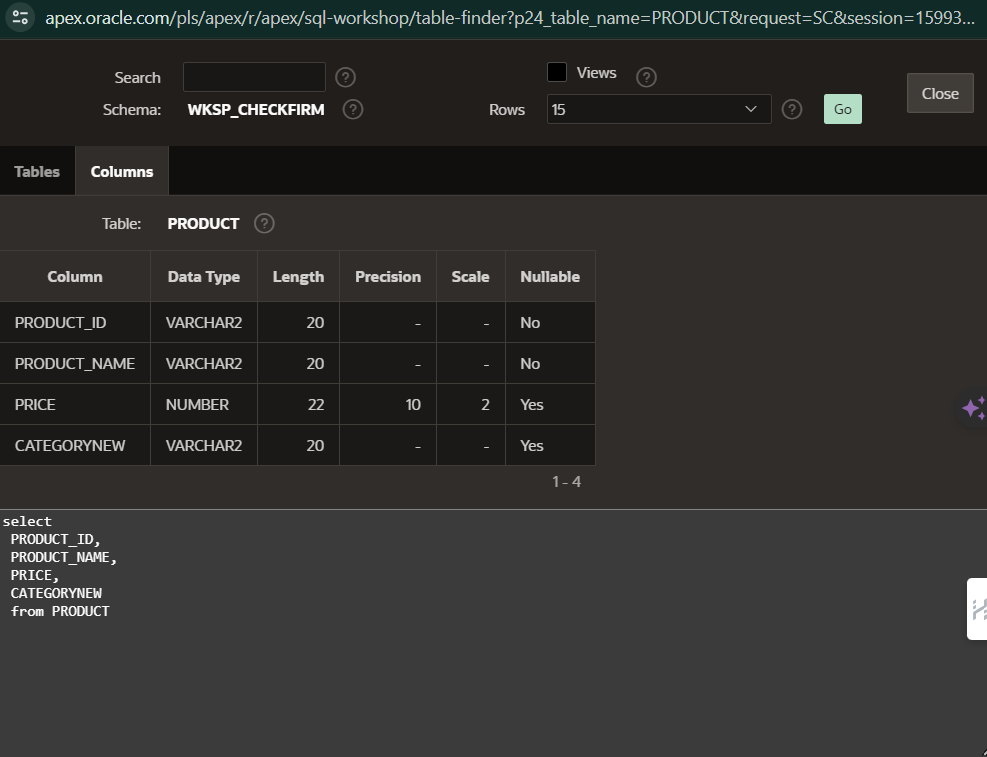 apex.oracle.com/pls/apex/r/apex/sql-workshop/table-finder?p24_table_name=PRODUCT&request=SC&session=15993...
Search ? Views ?
Schema: WKSP_CHECKFIRM ? Rows 15 ? Go Close
Tables Columns
Table: PRODUCT ?
Column Data Type Length Precision Scale Nullable
PRODUCT_ID VARCHAR2 20 - - No
PRODUCT_NAME VARCHAR2 20 - - No
PRICE NUMBER 22 10 2 Yes
CATEGORYNEW VARCHAR2 20 - - Yes
1 - 4
select
PRODUCT_ID,
PRODUCT_NAME,
PRICE,
CATEGORYNEW
from PRODUCT